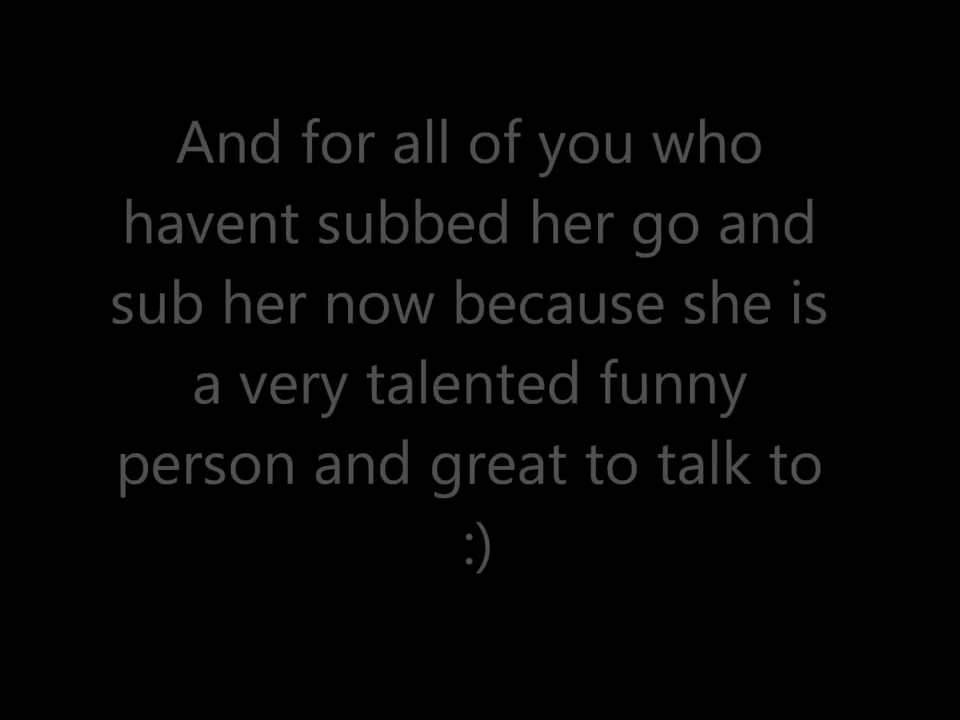 And for all of you who
havent subbed her go and
sub her now because she is
a very talented funny
person and great to talk to
:)